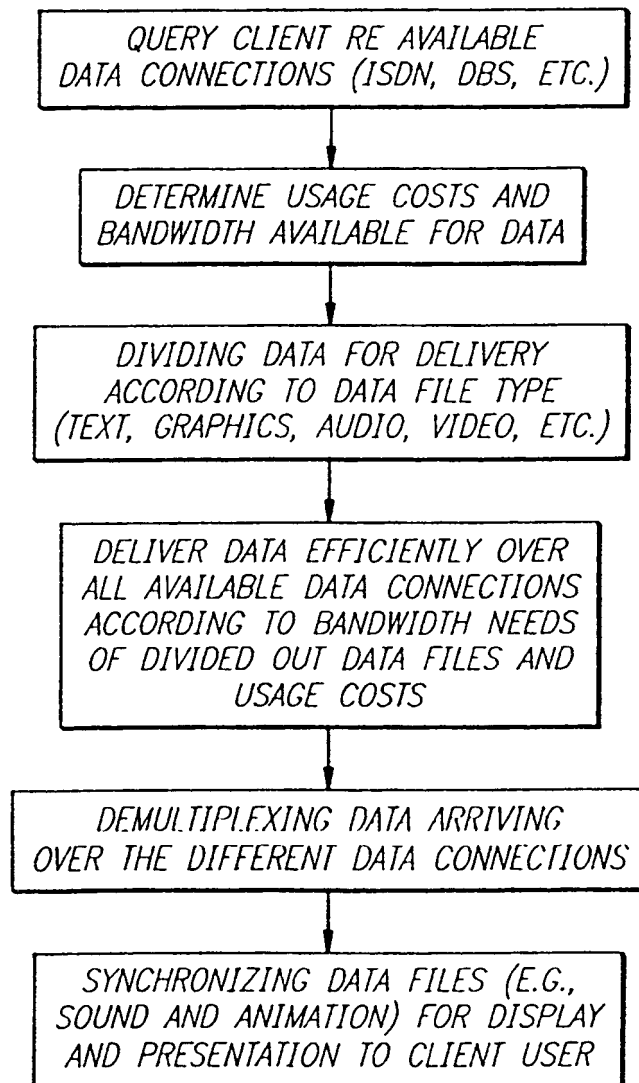 QUERY CLIENT RE AVAILABLE
DATA CONNECTIONS (ISDN, DBS, ETC.)
DETERMINE USAGE COSTS AND
BANDWIDTH AVAILABLE FOR DATA
DIVIDING DATA FOR DELIVERY
ACCORDING TO DATA FILE TYPE
(TEXT, GRAPHICS, AUDIO, VIDEO, ETC.)
DELIVER DATA EFFICIENTLY OVER
ALL AVAILABLE DATA CONNECTIONS
ACCORDING TO BANDWIDTH NEEDS
OF DIVIDED OUT DATA FILES AND
USAGE COSTS
DEMULTIPLEXING DATA ARRIVING
OVER THE DIFFERENT DATA CONNECTIONS
SYNCHRONIZING DATA FILES (E.G.,
SOUND AND ANIMATION) FOR DISPLAY
AND PRESENTATION TO CLIENT USER